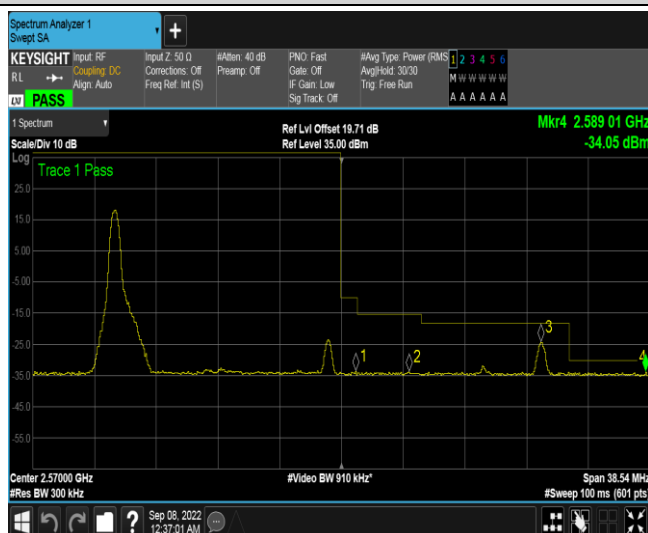 Spectrum Analyzer 1
Swept SA
+
KEYSIGHT Input: RF Input Z: 50 Ω #Atten: 40 dB PNO: Fast #Avg Type: Power (RMS 1 2 3 4 5 6
R L Coupling: DC Corrections: Off Preamp: Off Gate: Off Avg|Hold: 30/30 M W W W W W
Align: Auto Freq Ref: Int (S) IF Gain: Low Trig: Free Run
LXI PASS Sig Track: Off A A A A A A
1 Spectrum Ref Lvl Offset 19.71 dB Mkr4 2.589 01 GHz
Scale/Div 10 dB Ref Level 35.00 dBm -34.05 dBm
Log
Trace 1 Pass
25.0
15.0
5.00
-5.00
-15.0
3
1 2 4
-25.0
-35.0
-45.0
-55.0
Center 2.57000 GHz #Video BW 910 kHz* Span 38.54 MHz
#Res BW 300 kHz #Sweep 100 ms (601 pts)
? Sep 08, 2022
12:37:01 AM